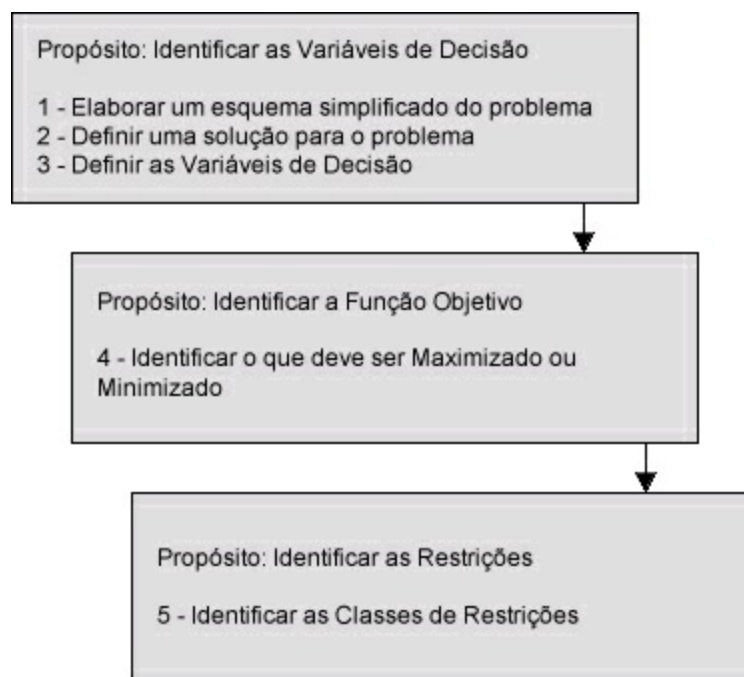 Propósito: Identificar as Variáveis de Decisão
1 - Elaborar um esquema simplificado do problema
2 - Definir uma solução para o problema
3 - Definir as Variáveis de Decisão
Propósito: Identificar a Função Objetivo
4 - Identificar o que deve ser Maximizado ou
Minimizado
Propósito: Identificar as Restrições
5 - Identificar as Classes de Restrições